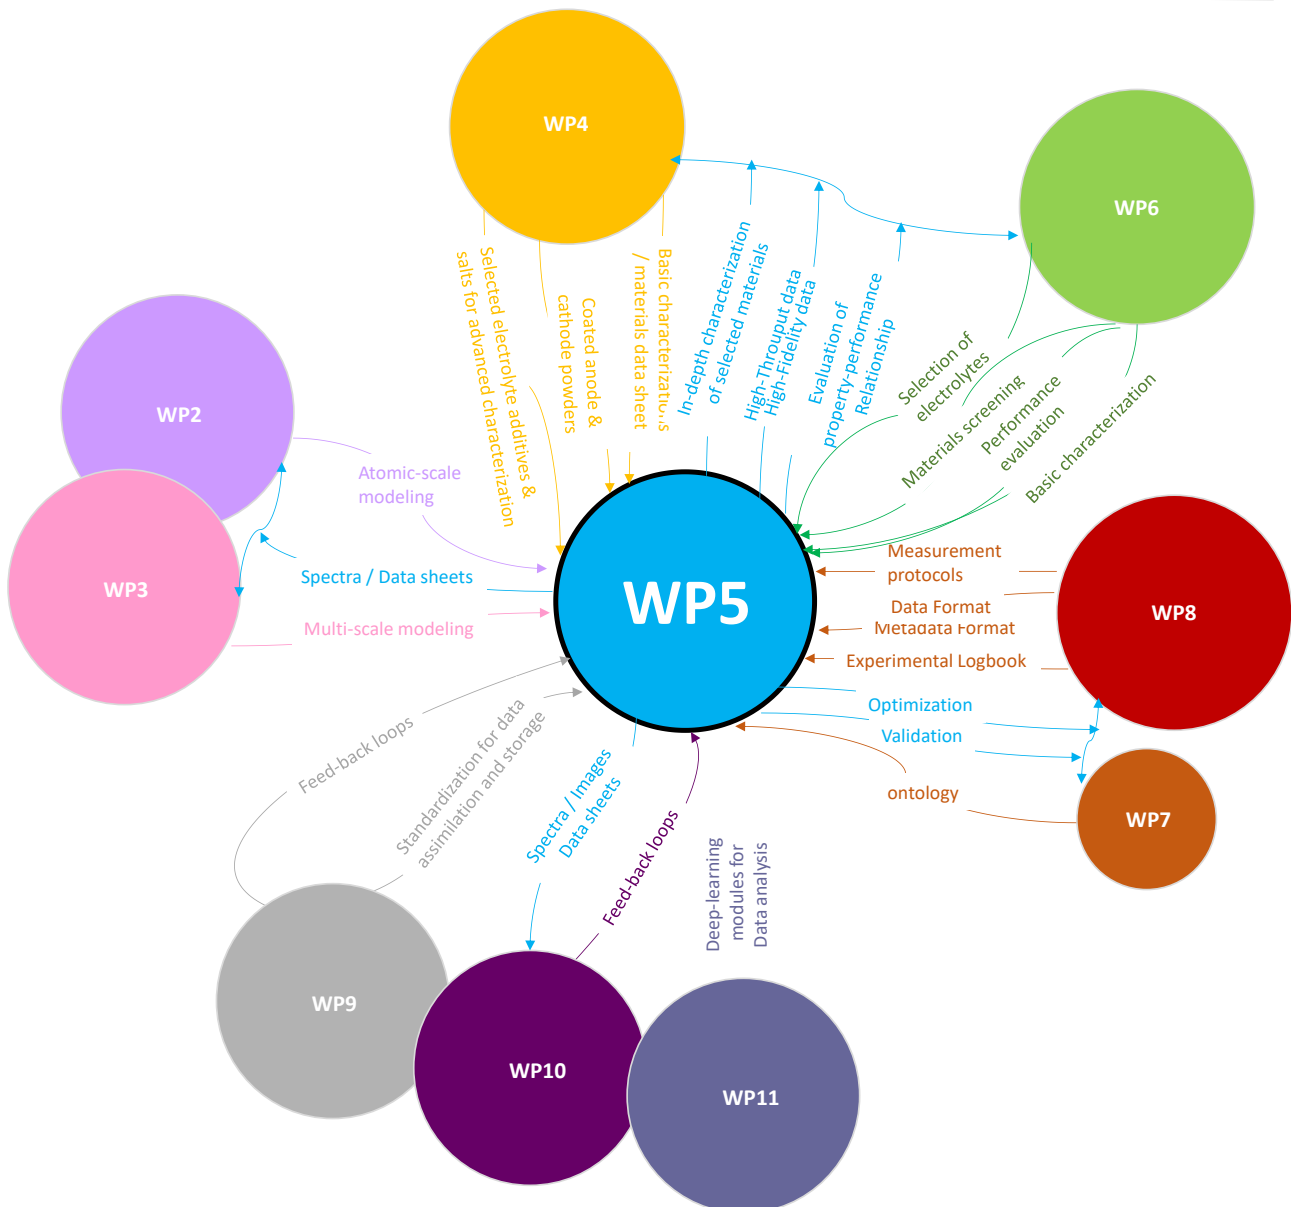 WP4
WP6
Selected electrolyte additives &
salts for advanced characterization
Coated anode &
cathode powders
Basic characterizations
/ materials data sheet
In-depth characterization
of selected materials
High-Throuput data
High-Fidelity data
Evaluation of
property-performance
Relationship
Selection of
electrolytes
Materials screening
Performance
evaluation
Basic characterization
WP2
Atomic-scale
modeling
WP3
Spectra / Data sheets
Multi-scale modeling
WP5
Measurement
protocols
Data Format
Metadata Format
Experimental Logbook
WP8
Optimization
Validation
ontology
WP7
Feed-back loops
Standardization for data
assimilation and storage
Spectra / Images
Data sheets
Feed-back loops
Deep-learning
modules for
Data analysis
WP9
WP10
WP11